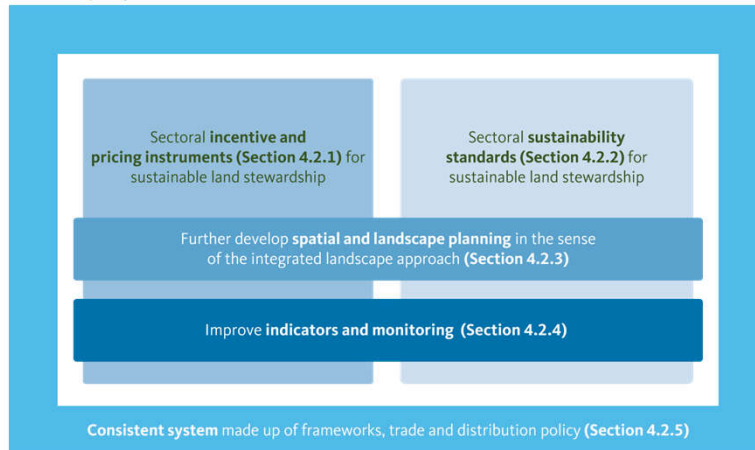 Sectoral incentive and
pricing instruments (Section 4.2.1) for
sustainable land stewardship
Sectoral sustainability
standards (Section 4.2.2) for
sustainable land stewardship
Further develop spatial and landscape planning in the sense
of the integrated landscape approach (Section 4.2.3)
Improve indicators and monitoring (Section 4.2.4)
Consistent system made up of frameworks, trade and distribution policy (Section 4.2.5)